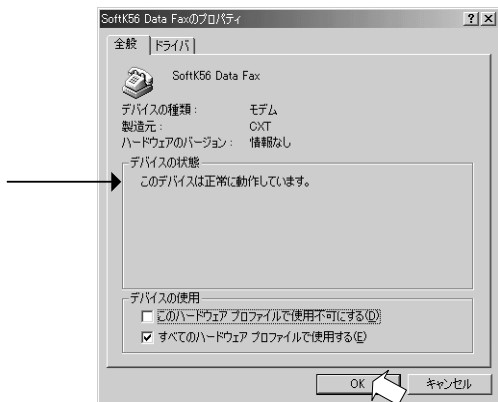 SoftK56 Data Faxのプロパティ
全般
ドライバ
SoftK56 Data Fax
デバイスの種類： モデム
製造元： CXT
ハードウェアのバージョン： 情報なし
デバイスの状態
このデバイスは正常に動作しています。
デバイスの使用
このハードウェア プロファイルで使用不可にする(D)
すべてのハードウェア プロファイルで使用する(E)
OK
キャンセル